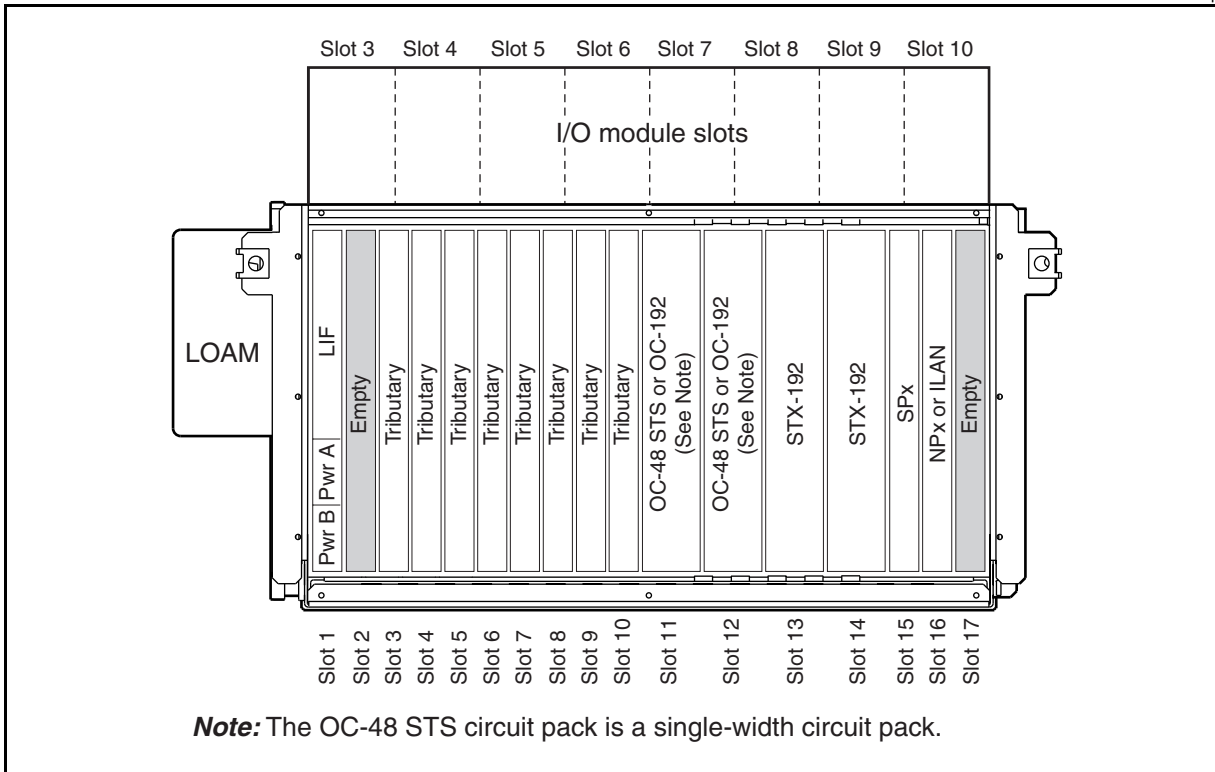 Slot 3 Slot 4 Slot 5 Slot 6 Slot 7 Slot 8 Slot 9 Slot 10
I/O module slots
LOAM
LIF
Pwr A
Pwr B
Empty
Tributary
Tributary
Tributary
Tributary
Tributary
Tributary
Tributary
Tributary
OC-48 STS or OC-192
(See Note)
OC-48 STS or OC-192
(See Note)
STX-192
STX-192
SPx
NPx or ILAN
Empty
Slot 1
Slot 2
Slot 3
Slot 4
Slot 5
Slot 6
Slot 7
Slot 8
Slot 9
Slot 10
Slot 11
Slot 12
Slot 13
Slot 14
Slot 15
Slot 16
Slot 17
Note: The OC-48 STS circuit pack is a single-width circuit pack.